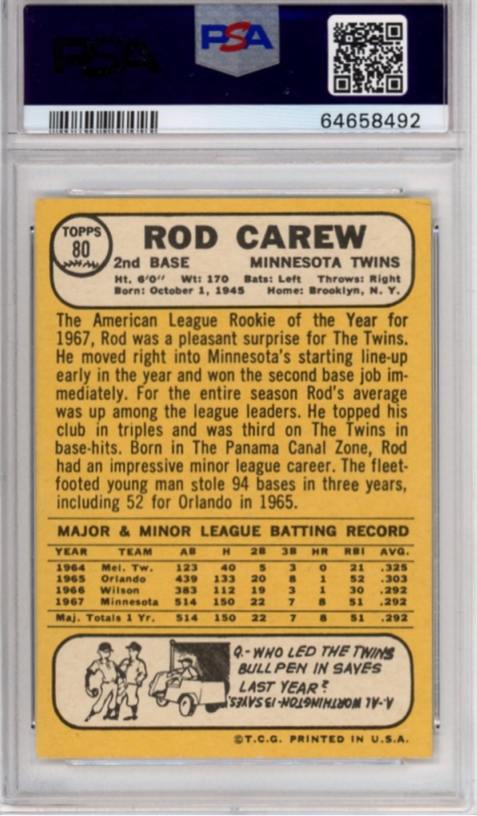 PSA
PSA
64658492
TOPPS
80
ROD CAREW
2nd BASE MINNESOTA TWINS
Ht. 6'0" Wt: 170 Bats: Left Throws: Right
Born: October 1, 1945 Home: Brooklyn, N. Y.
The American League Rookie of the Year for
1967, Rod was a pleasant surprise for The Twins.
He moved right into Minnesota's starting line-up
early in the year and won the second base job im-
mediately. For the entire season Rod's average
was up among the league leaders. He topped his
club in triples and was third on The Twins in
base-hits. Born in The Panama Canal Zone, Rod
had an impressive minor league career. The fleet-
footed young man stole 94 bases in three years,
including 52 for Orlando in 1965.
MAJOR & MINOR LEAGUE BATTING RECORD
YEAR TEAM AB H 2B 3B HR RBI AVG.
1964 Mel. Tw. 123 40 5 3 0 21 .325
1965 Orlando 439 133 20 8 1 52 .303
1966 Wilson 383 112 19 3 1 30 .292
1967 Minnesota 514 150 22 7 8 51 .292
Maj. Totals 1 Yr. 514 150 22 7 8 51 .292
Q.- WHO LED THE TWINS
BULLPEN IN SAVES
LAST YEAR?
A. AL WORTHINGTON-13 SAVES.
©T.C.G. PRINTED IN U.S.A.